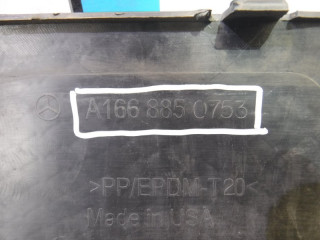 A166 885 0753
>PP/EPDM-T20<
Made in USA